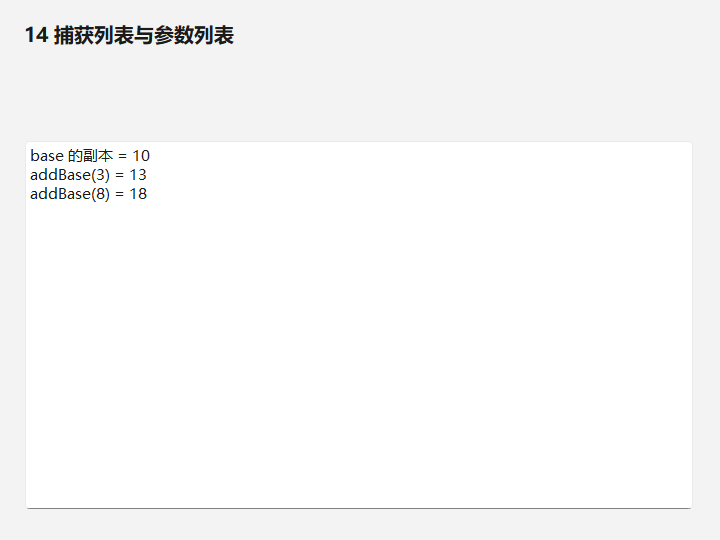 14 捕获列表与参数列表
base 的副本 = 10
addBase(3) = 13
addBase(8) = 18